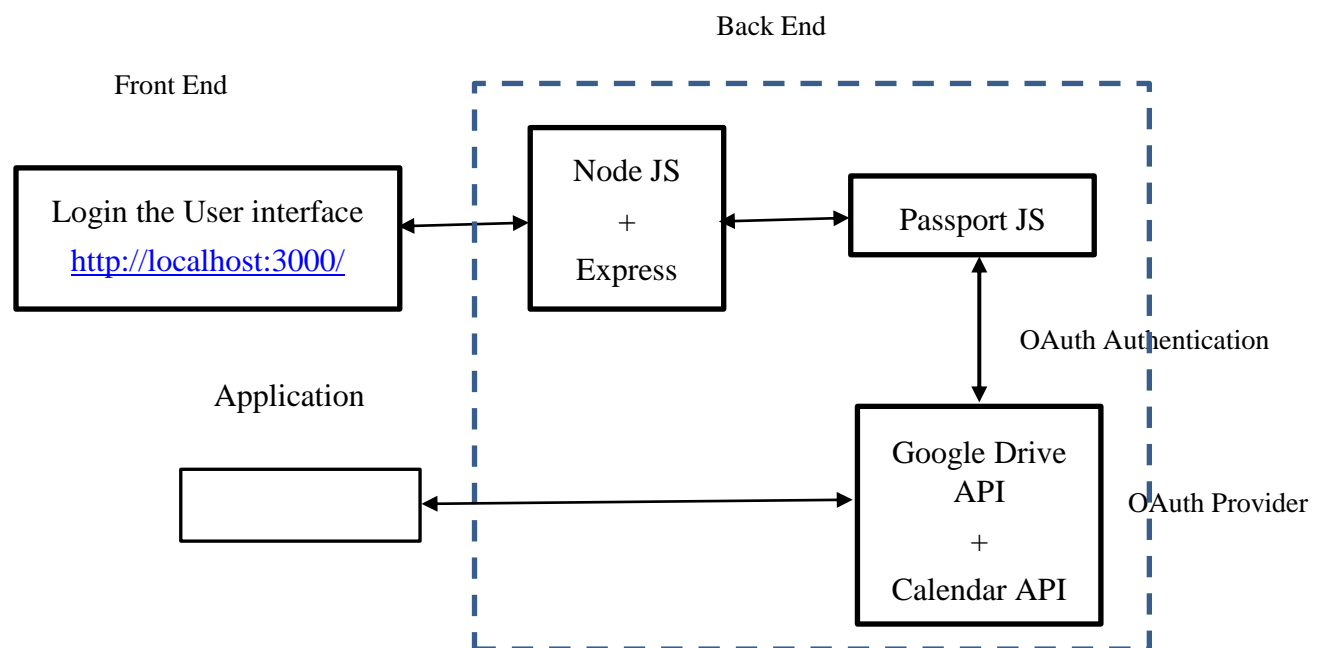 Back End
Front End
Node JS
+
Express
Login the User interface
http://localhost:3000/
Passport JS
OAuth Authentication
Application
Google Drive
API
+
Calendar API
OAuth Provider